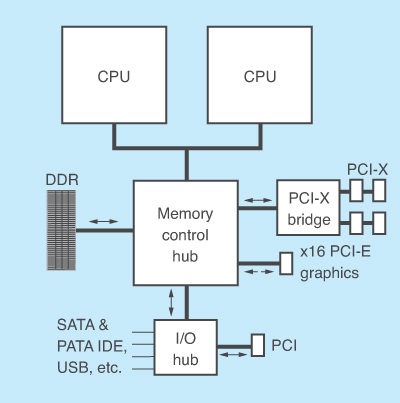 CPU
CPU
DDR
Memory
control
hub
PCI-X
PCI-X
bridge
x16 PCI-E
graphics
SATA &
PATA IDE,
USB, etc.
I/O
hub
PCI